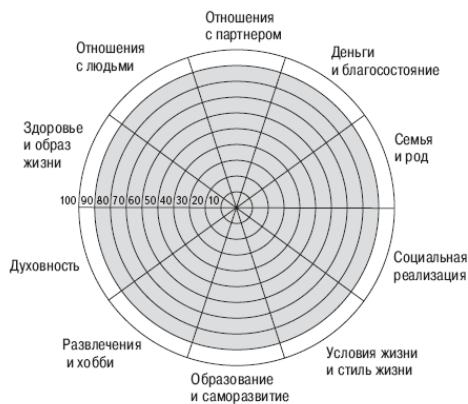 Отношения
с партнером
Деньги
и благосостояние
Семья
и род
Социальная
реализация
Условия жизни
и стиль жизни
Образование
и саморазвитие
Развлечения
и хобби
Духовность
Здоровье
и образ
жизни
Отношения
с людьми
100 90 80 70 60 50 40 30 20 10